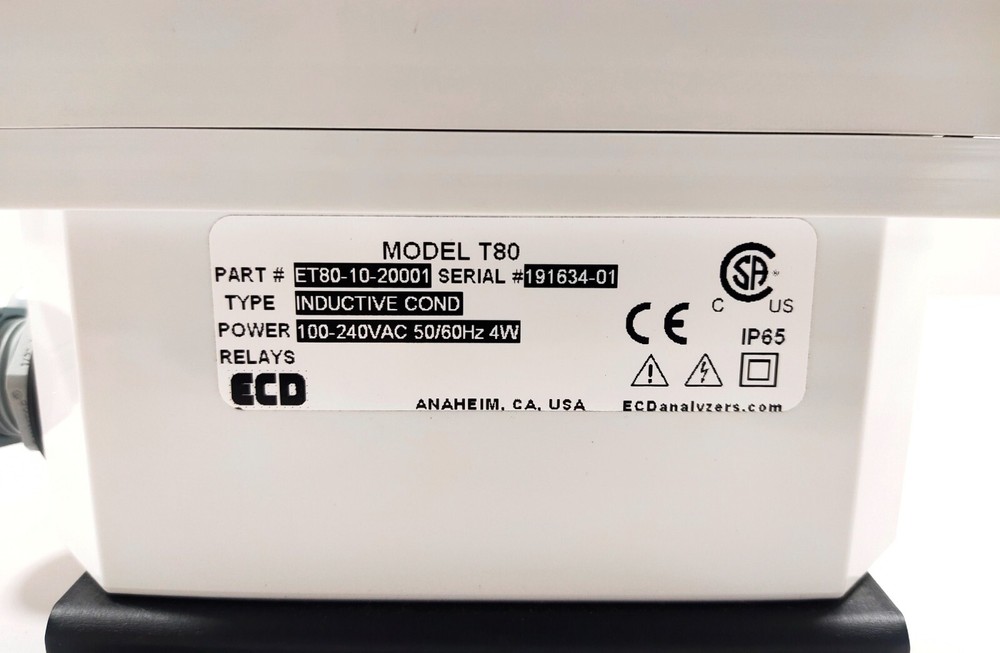 MODEL T80
PART # ET80-10-20001 SERIAL #191634-01
TYPE INDUCTIVE COND
POWER 100-240VAC 50/60Hz 4W
RELAYS
ECD
ANAHEIM, CA, USA
SA
C US
CE
IP65
ECDanalyzers.com